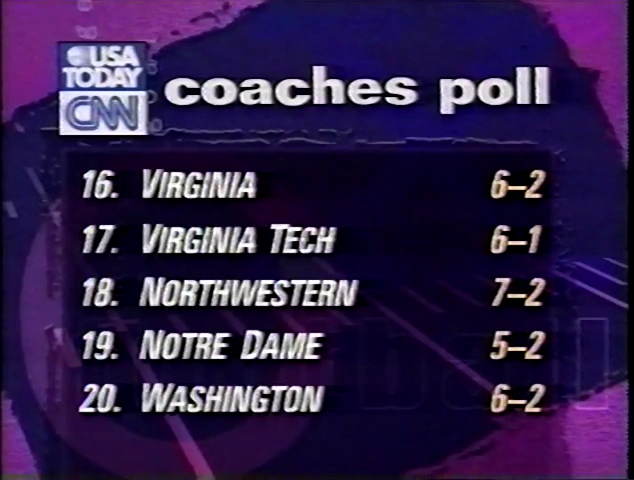 USA
TODAY
CNN
coaches poll
16. VIRGINIA 6–2
17. VIRGINIA TECH 6–1
18. NORTHWESTERN 7–2
19. NOTRE DAME 5–2
20. WASHINGTON 6–2
ball